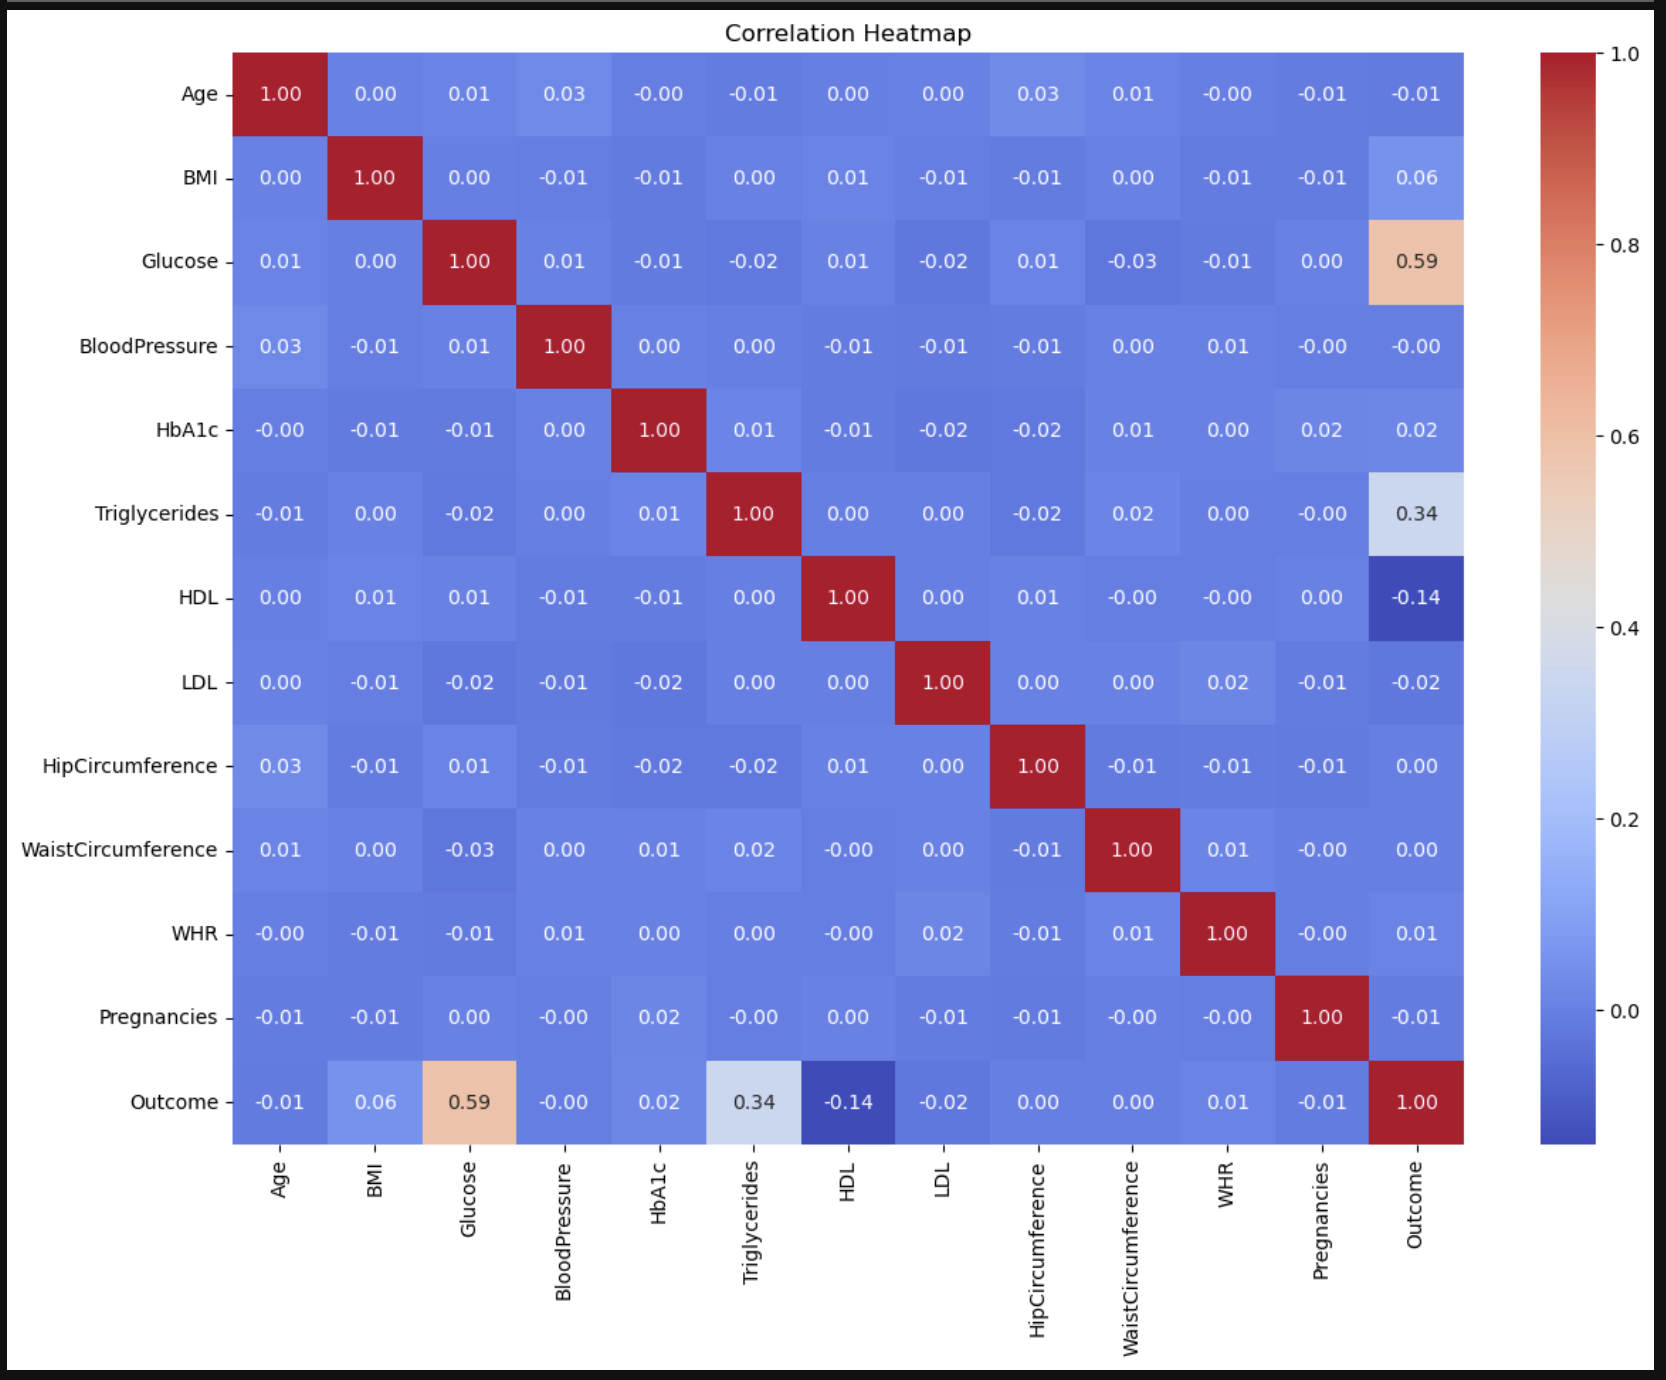 Correlation Heatmap
Age 1.00 0.00 0.01 0.03 -0.00 -0.01 0.00 0.00 0.03 0.01 -0.00 -0.01 -0.01
BMI 0.00 1.00 0.00 -0.01 -0.01 0.00 0.01 -0.01 -0.01 0.00 -0.01 -0.01 0.06
Glucose 0.01 0.00 1.00 0.01 -0.01 -0.02 0.01 -0.02 0.01 -0.03 -0.01 0.00 0.59
BloodPressure 0.03 -0.01 0.01 1.00 0.00 0.00 -0.01 -0.01 -0.01 0.00 0.01 -0.00 -0.00
HbA1c -0.00 -0.01 -0.01 0.00 1.00 0.01 -0.01 -0.02 -0.02 0.01 0.00 0.02 0.02
Triglycerides -0.01 0.00 -0.02 0.00 0.01 1.00 0.00 0.00 -0.02 0.02 0.00 -0.00 0.34
HDL 0.00 0.01 0.01 -0.01 -0.01 0.00 1.00 0.00 0.01 -0.00 -0.00 0.00 -0.14
LDL 0.00 -0.01 -0.02 -0.01 -0.02 0.00 0.00 1.00 0.00 0.00 0.02 -0.01 -0.02
HipCircumference 0.03 -0.01 0.01 -0.01 -0.02 -0.02 0.01 0.00 1.00 -0.01 -0.01 -0.01 0.00
WaistCircumference 0.01 0.00 -0.03 0.00 0.01 0.02 -0.00 0.00 -0.01 1.00 0.01 -0.00 0.00
WHR -0.00 -0.01 -0.01 0.01 0.00 0.00 -0.00 0.02 -0.01 0.01 1.00 -0.00 0.01
Pregnancies -0.01 -0.01 0.00 -0.00 0.02 -0.00 0.00 -0.01 -0.01 -0.00 -0.00 1.00 -0.01
Outcome -0.01 0.06 0.59 -0.00 0.02 0.34 -0.14 -0.02 0.00 0.00 0.01 -0.01 1.00
Age BMI Glucose BloodPressure HbA1c Triglycerides HDL LDL HipCircumference WaistCircumference WHR Pregnancies Outcome
1.0
0.8
0.6
0.4
0.2
0.0